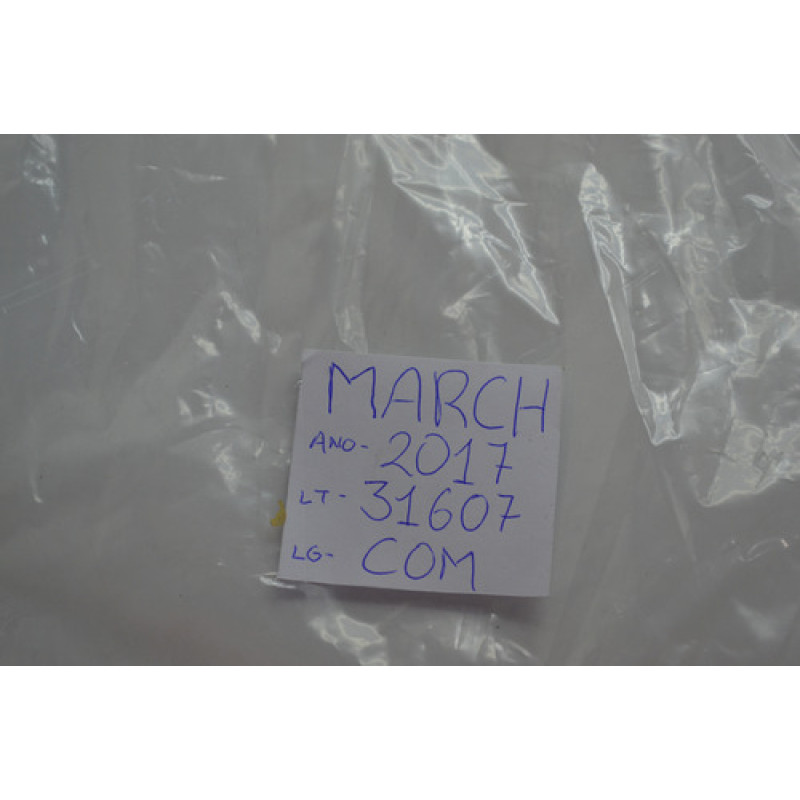 MARCH
ANO- 2017
LT- 31607
LG- COM